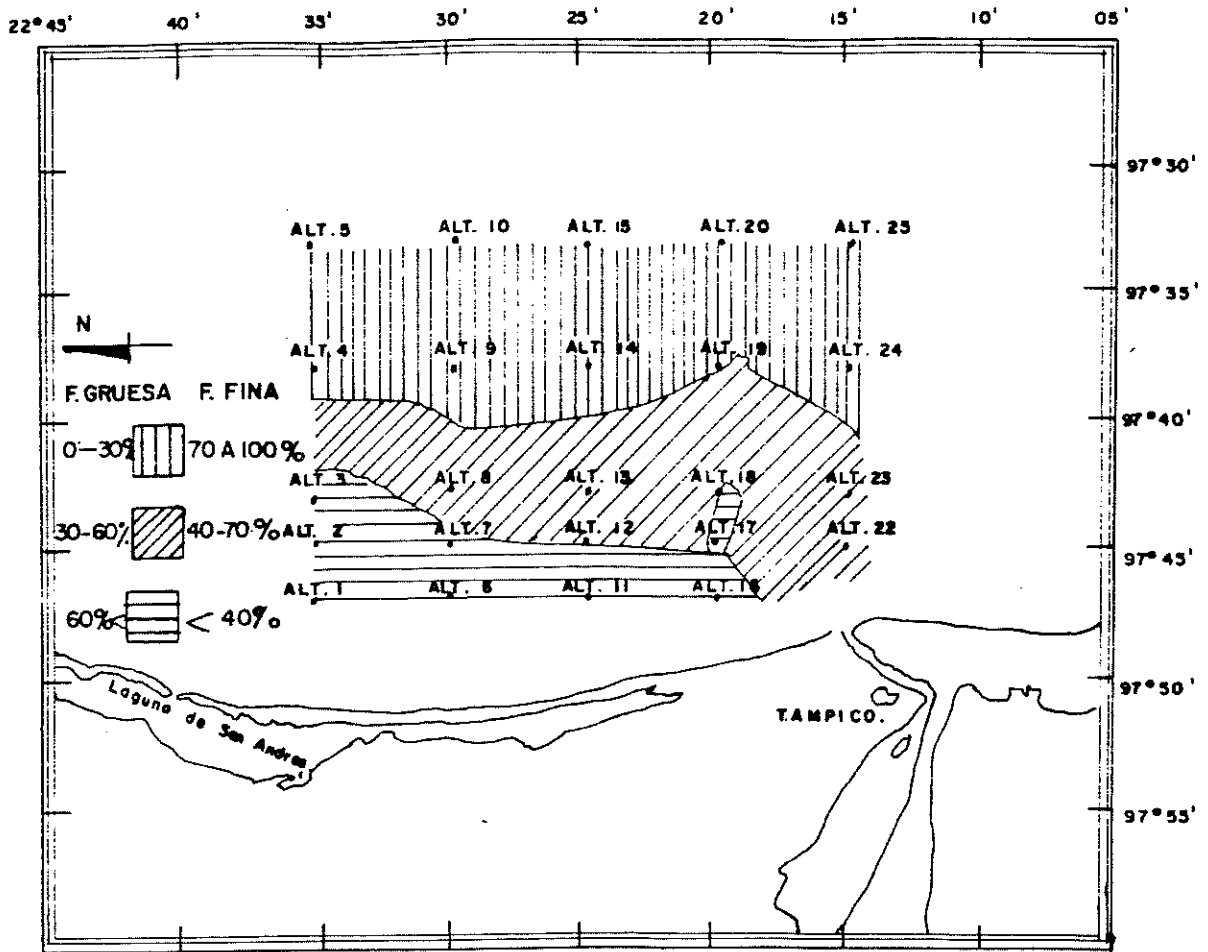 22°45' 40' 35' 30' 25' 20' 15' 10' 05'
97°30'
ALT. 5 ALT. 10 ALT. 15 ALT. 20 ALT. 25
97°35'
N
ALT. 4 ALT. 9 ALT. 14 ALT. 19 ALT. 24
F. GRUESA F. FINA
97°40'
0-30% 70 A 100%
ALT. 3 ALT. 8 ALT. 13 ALT. 18 ALT. 23
30-60% 40-70% ALT. 2 ALT. 7 ALT. 12 ALT. 17 ALT. 22
97°45'
ALT. 1 ALT. 6 ALT. 11 ALT. 16
60% < 40%
97°50'
Laguna de San Andres
TAMPICO.
97°55'